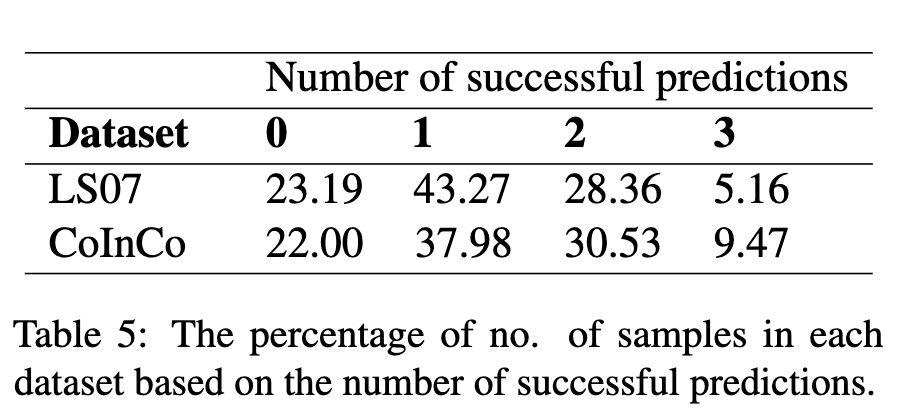 Number of successful predictions
Dataset 0 1 2 3
LS07 23.19 43.27 28.36 5.16
CoInCo 22.00 37.98 30.53 9.47
Table 5: The percentage of no. of samples in each
dataset based on the number of successful predictions.